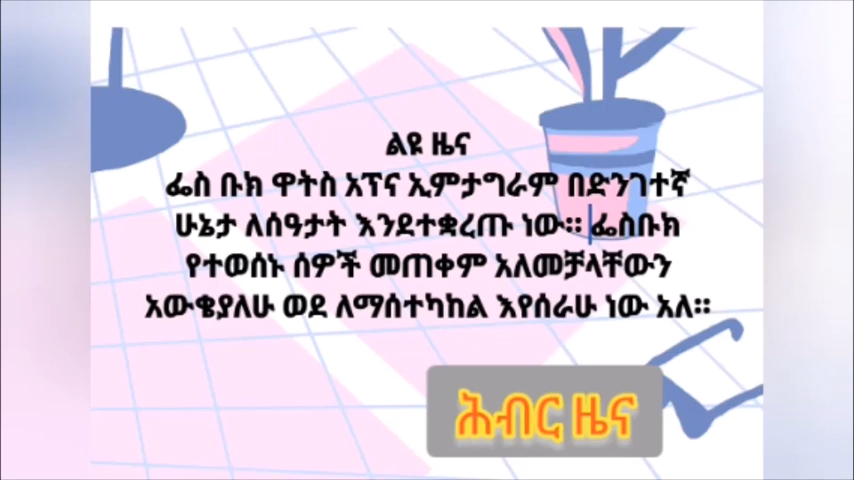 ልዩ ዜና
ፌስ ቡክ ዋትስ አፕና ኢምታግራም በድንገተኛ
ሁኔታ ለሰዓታት እንደተቋረጡ ነው። ፌስቡክ
የተወሰኑ ሰዎች መጠቀም አለመቻላቸውን
አውቄያለሁ ወደ ለማሰተካከል እየሰራሁ ነው አለ።
ሕብር ዜና